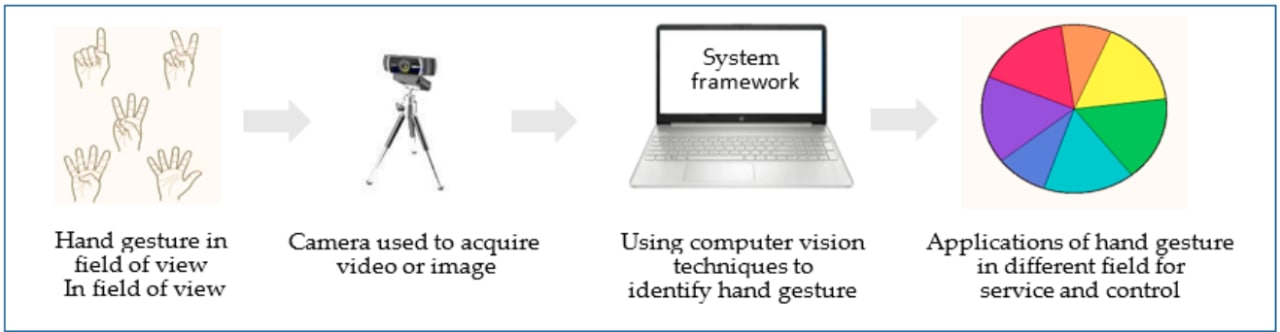 System
framework
Hand gesture in
field of view
In field of view
Camera used to acquire
video or image
Using computer vision
techniques to
identify hand gesture
Applications of hand gesture
in different field for
service and control